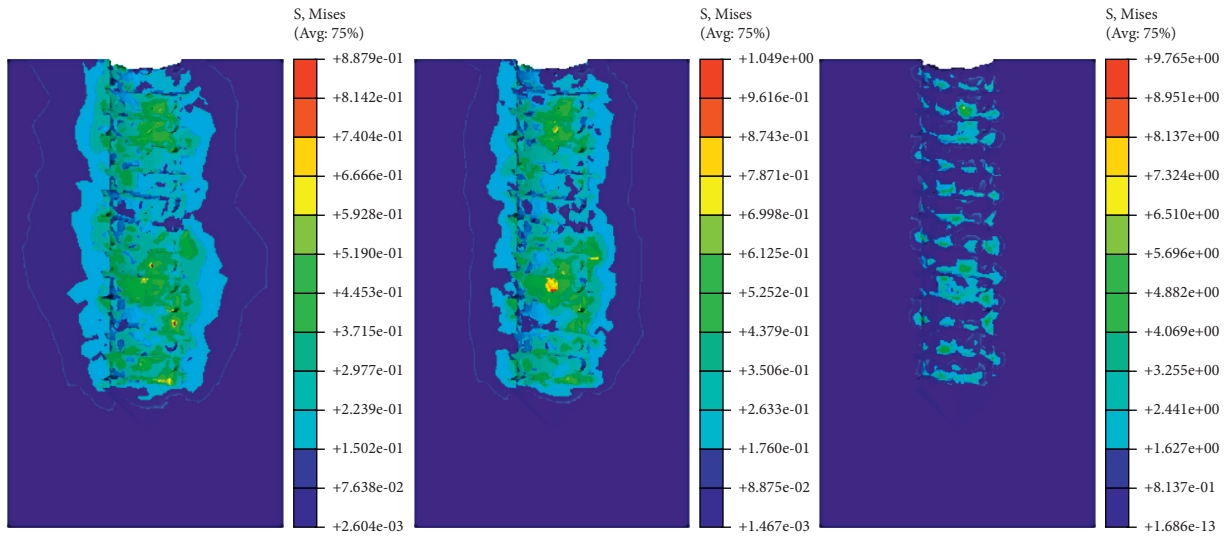 S, Mises
(Avg: 75%)
+8.879e-01
+8.142e-01
+7.404e-01
+6.666e-01
+5.928e-01
+5.190e-01
+4.453e-01
+3.715e-01
+2.977e-01
+2.239e-01
+1.502e-01
+7.638e-02
+2.604e-03
S, Mises
(Avg: 75%)
+1.049e+00
+9.616e-01
+8.743e-01
+7.871e-01
+6.998e-01
+6.125e-01
+5.252e-01
+4.379e-01
+3.506e-01
+2.633e-01
+1.760e-01
+8.875e-02
+1.467e-03
S, Mises
(Avg: 75%)
+9.765e+00
+8.951e+00
+8.137e+00
+7.324e+00
+6.510e+00
+5.696e+00
+4.882e+00
+4.069e+00
+3.255e+00
+2.441e+00
+1.627e+00
+8.137e-01
+1.686e-13